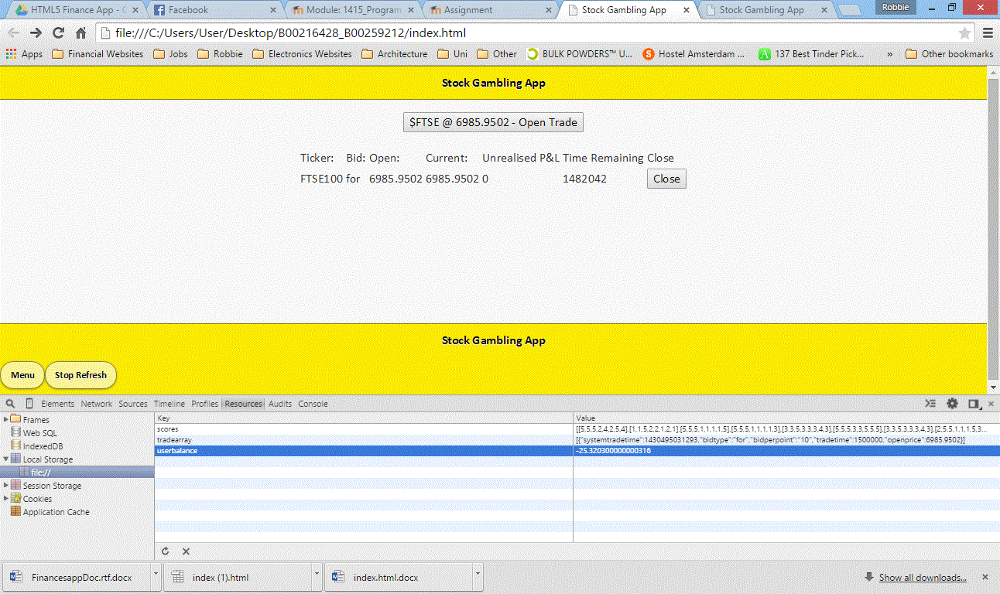 HTML5 Finance App - G Facebook Module: 1415_Program Assignment Stock Gambling App Stock Gambling App Robbie
file:///C:/Users/User/Desktop/B00216428_B00259212/index.html
Apps Financial Websites Jobs Robbie Electronics Websites Architecture Uni Other BULK POWDERS™ U... Hostel Amsterdam ... 137 Best Tinder Pick... » Other bookmarks
Stock Gambling App
$FTSE @ 6985.9502 - Open Trade
Ticker: Bid: Open: Current: Unrealised P&L Time Remaining Close
FTSE100 for 6985.9502 6985.9502 0 1482042 Close
Stock Gambling App
Menu Stop Refresh
Elements Network Sources Timeline Profiles Resources Audits Console
Frames
Web SQL
IndexedDB
Local Storage
file://
Session Storage
Cookies
Application Cache
Key Value
scores [[5,5,5,2,4,2,5,4],[1,1,5,2,2,1,2,1],[5,5,5,1,1,1,1,5],[5,5,5,1,1,1,1,3],[3,3,5,3,3,3,4,3],[5,5,5,3,3,5,5,5],[3,3,5,3,3,3,4,3],[2,5,5,1,1,1,5,3...
tradearray [{"systemtradetime":1430495031293,"bidtype":"for","bidperpoint":"10","tradetime":1500000,"openprice":6985.9502}]
userbalance -25.320300000000316
FinancesappDoc.rtf.docx index (1).html index.html.docx Show all downloads...